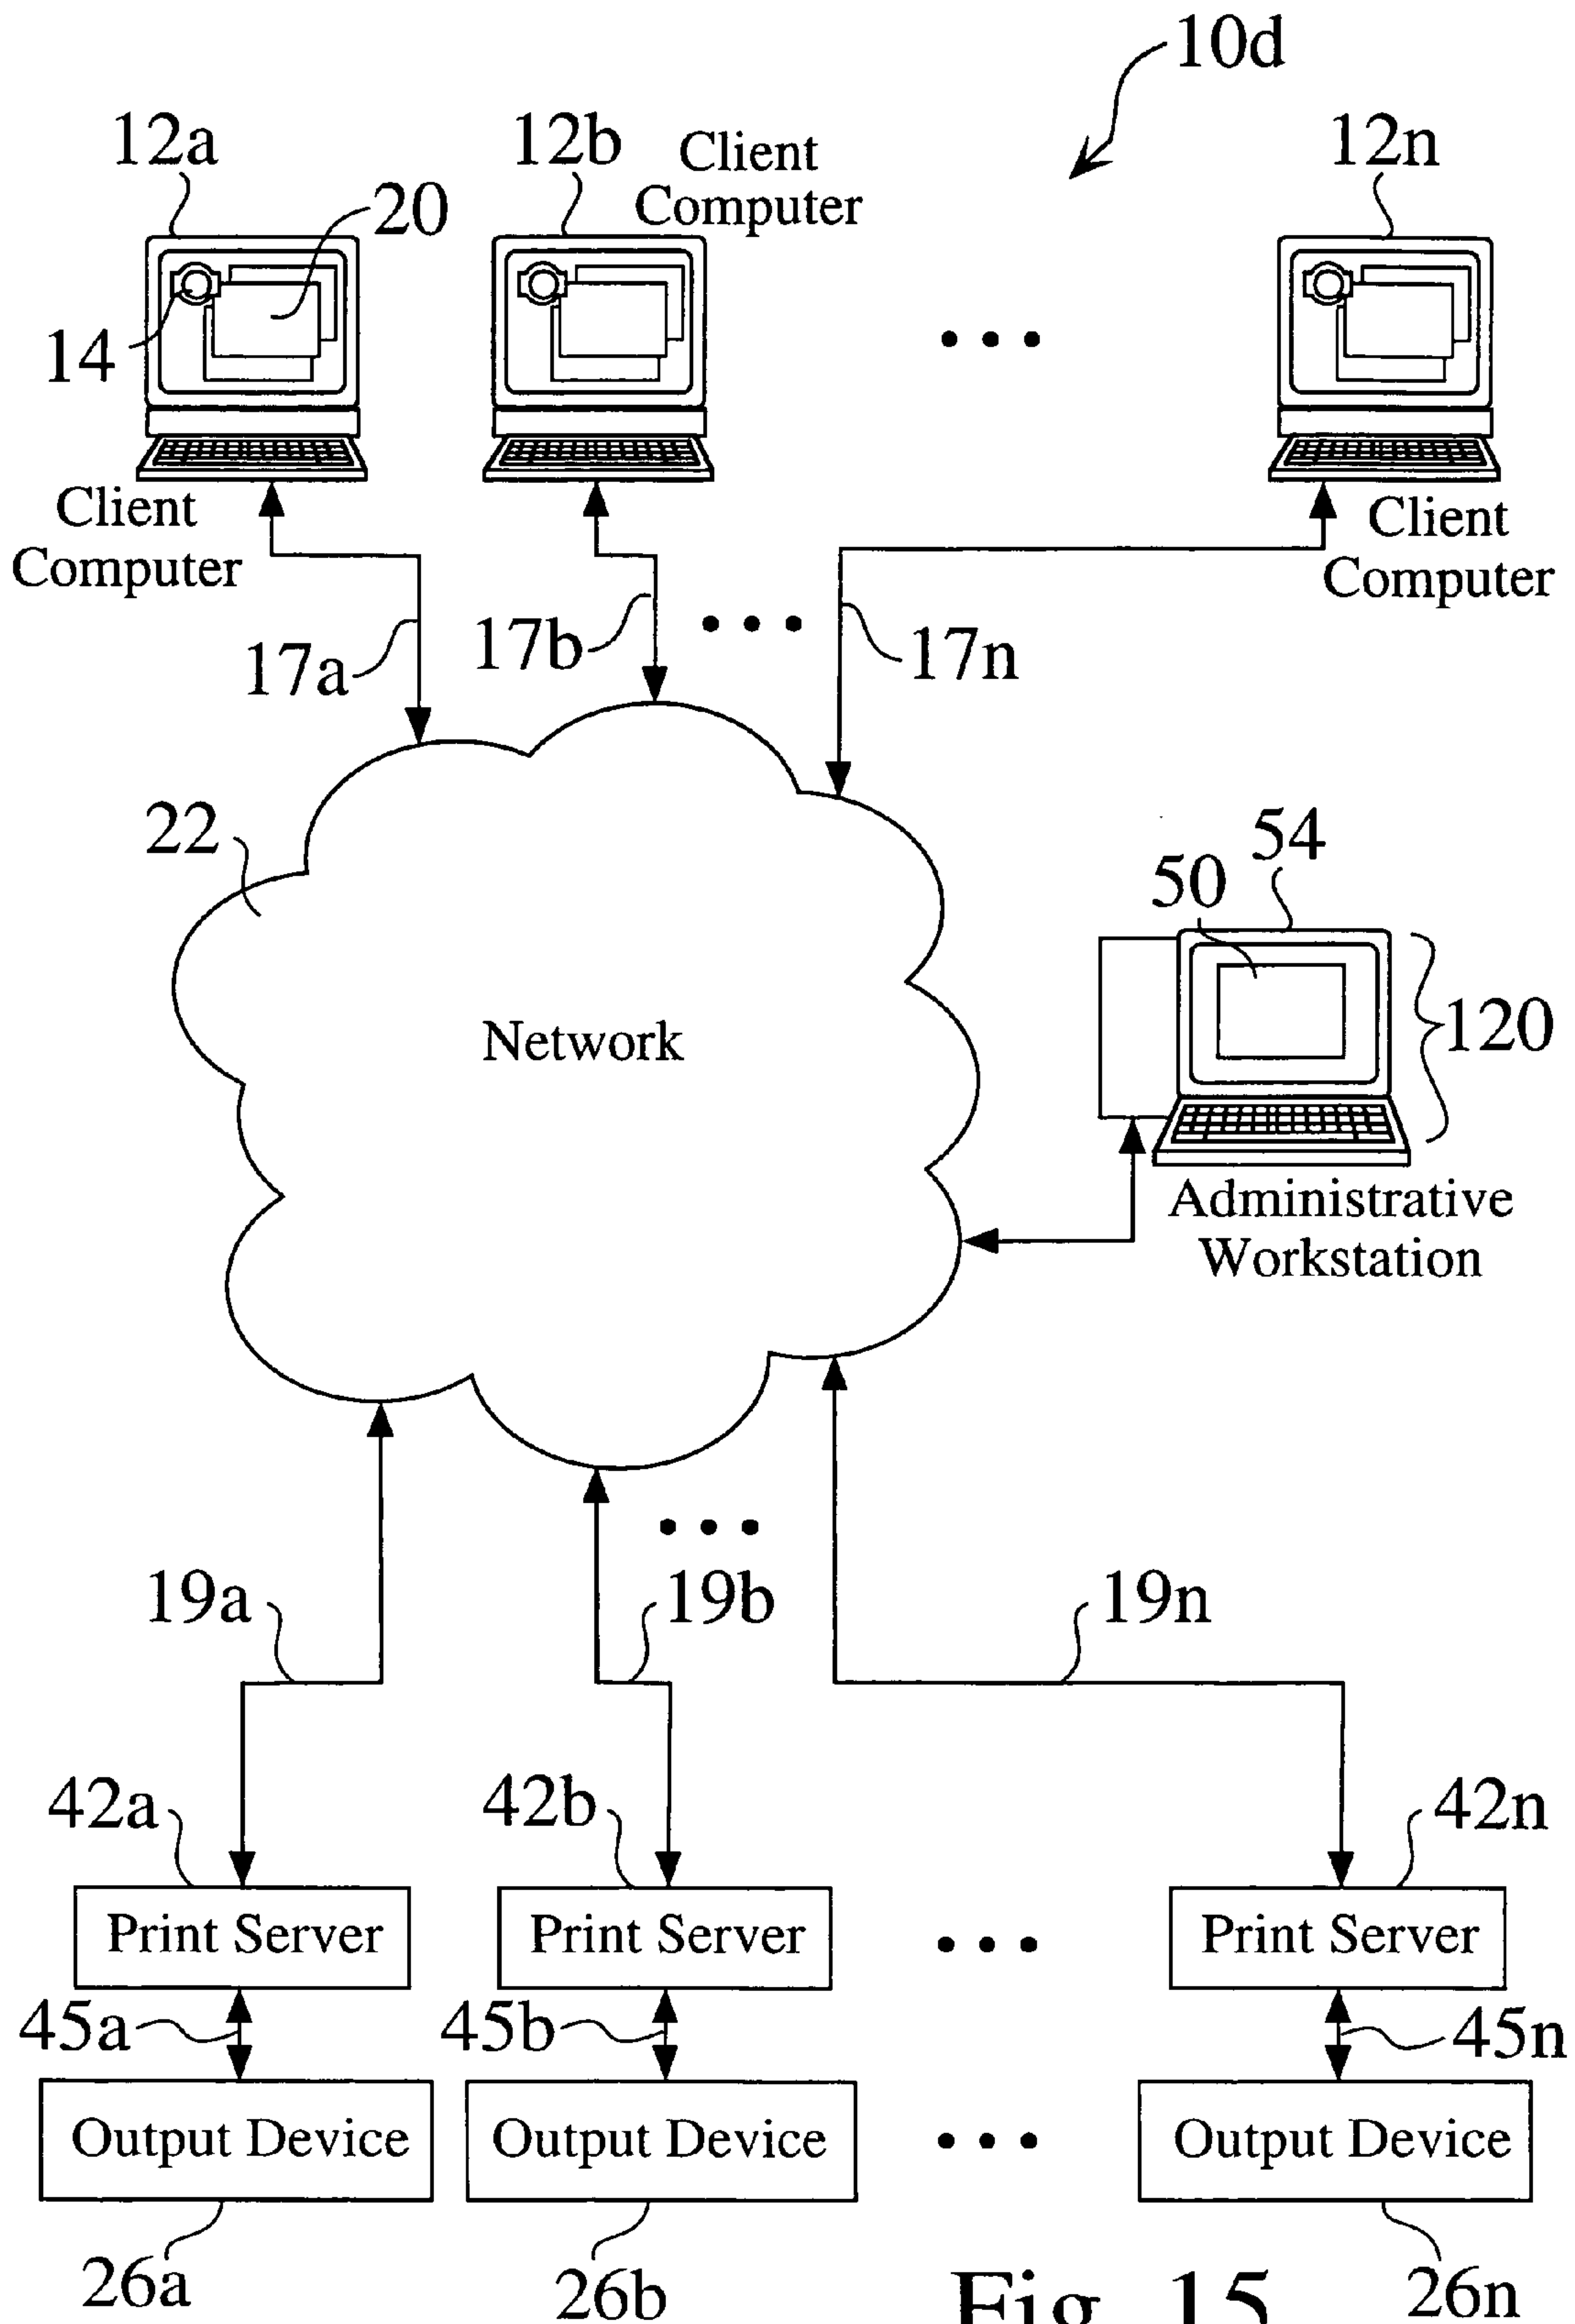 10d
12a
12b
Client
Computer
12n
20
14
Client
Computer
Client
Computer
17a
17b
17n
22
Network
54
50
120
Administrative
Workstation
19a
19b
19n
42a
42b
42n
Print Server
Print Server
Print Server
45a
45b
45n
Output Device
Output Device
Output Device
26a
26b
26n
Fig. 15